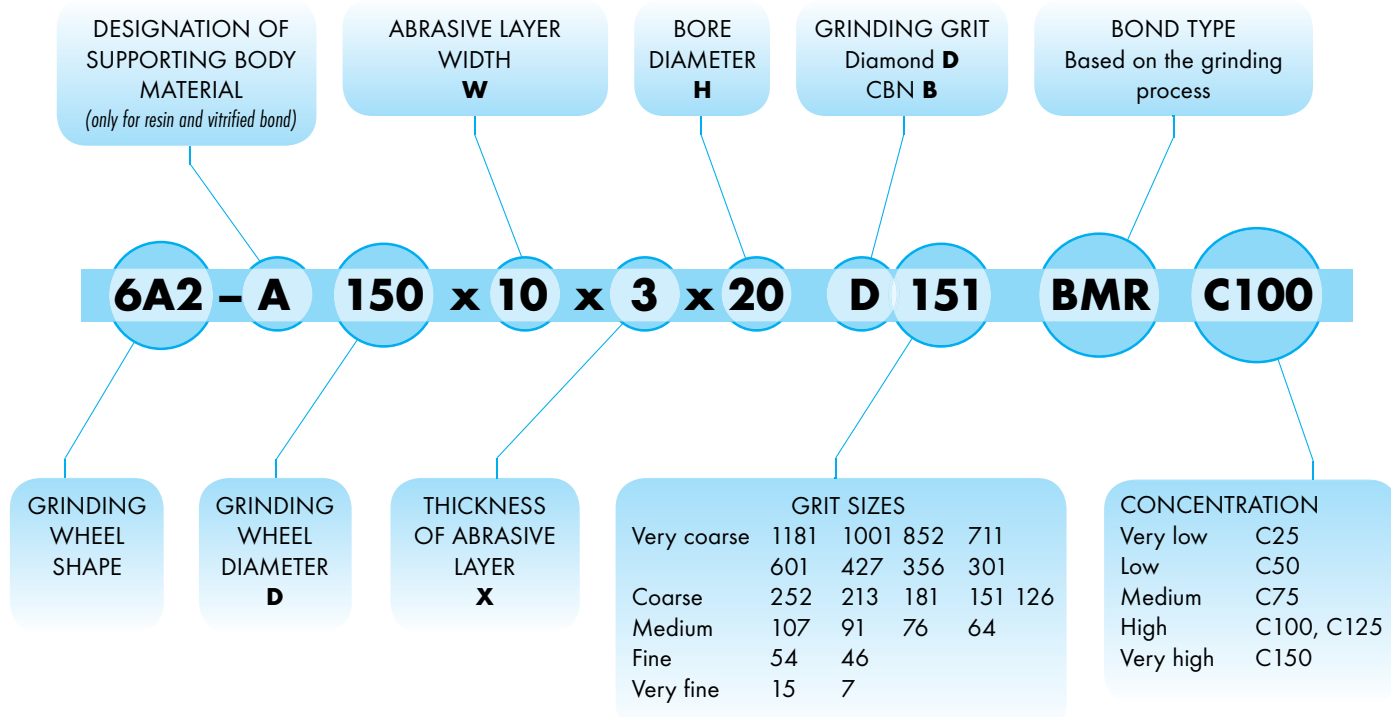 DESIGNATION OF
SUPPORTING BODY
MATERIAL
(only for resin and vitrified bond)
ABRASIVE LAYER
WIDTH
W
BORE
DIAMETER
H
GRINDING GRIT
Diamond D
CBN B
BOND TYPE
Based on the grinding
process
6A2 – A 150 x 10 x 3 x 20 D 151 BMR C100
GRINDING
WHEEL
SHAPE
GRINDING
WHEEL
DIAMETER
D
THICKNESS
OF ABRASIVE
LAYER
X
GRIT SIZES
Very coarse 1181 1001 852 711
601 427 356 301
Coarse 252 213 181 151 126
Medium 107 91 76 64
Fine 54 46
Very fine 15 7
CONCENTRATION
Very low C25
Low C50
Medium C75
High C100, C125
Very high C150